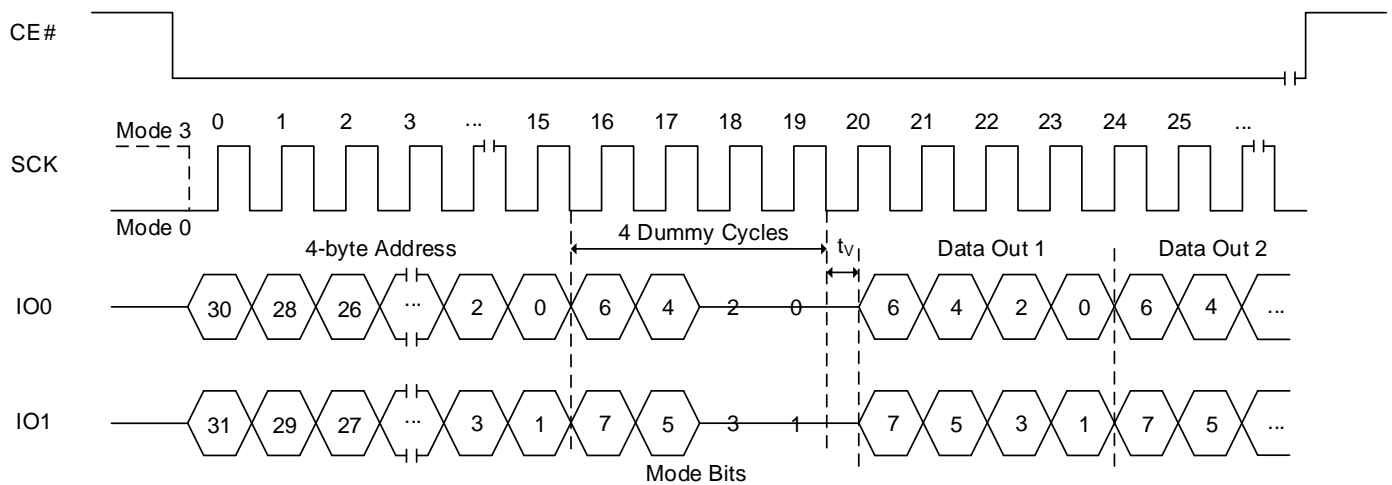 CE#
Mode 3 0 1 2 3 ... 15 16 17 18 19 20 21 22 23 24 25 ...
SCK
Mode 0
4-byte Address 4 Dummy Cycles tV Data Out 1 Data Out 2
IO0 30 28 26 ... 2 0 6 4 2 0 6 4 2 0 6 4 ...
IO1 31 29 27 ... 3 1 7 5 3 1 7 5 3 1 7 5 ...
Mode Bits